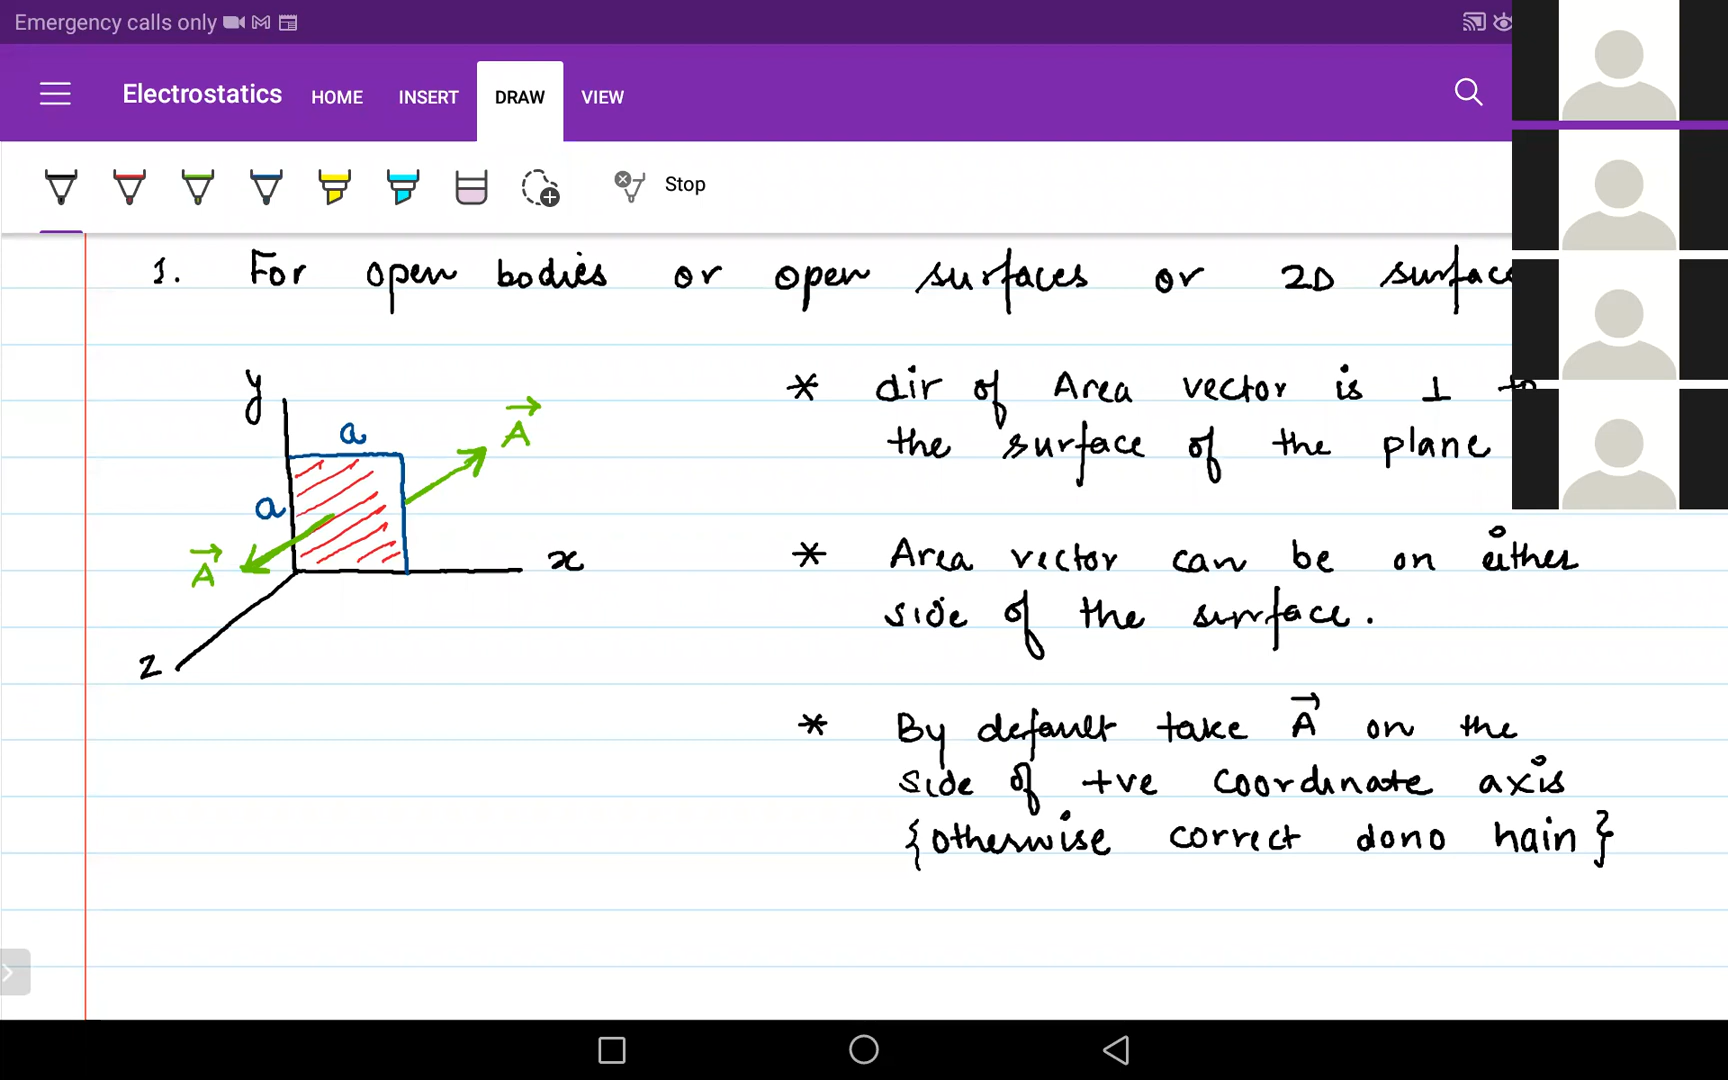 Emergency calls only
Electrostatics HOME INSERT DRAW VIEW
Stop
1. For open bodies or open surfaces or 2D surface
y
a
A
a
A
x
z
* dir of Area vector is ⊥ to
the surface of the plane
* Area vector can be on either
side of the surface.
* By default take A on the
side of +ve coordinate axis
{otherwise correct dono hain}